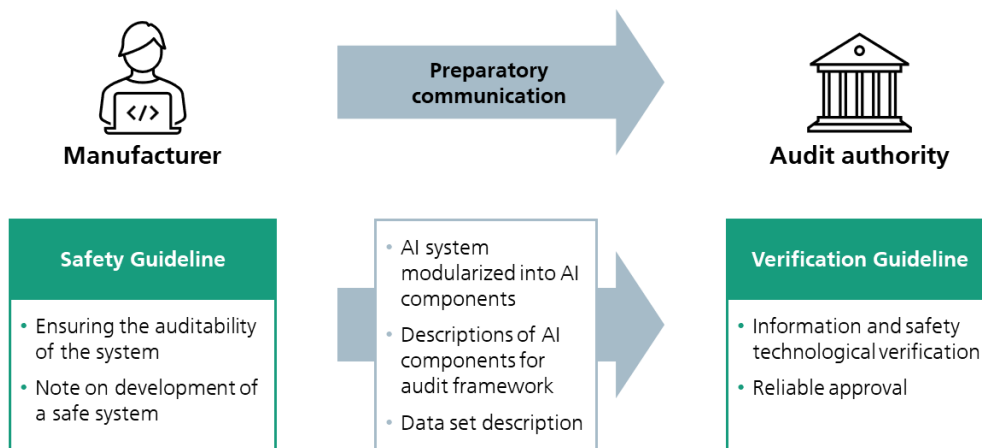 </>
Preparatory
communication
Manufacturer
Audit authority
Safety Guideline
• Ensuring the auditability
of the system
• Note on development of
a safe system
• AI system
modularized into AI
components
• Descriptions of AI
components for
audit framework
• Data set description
Verification Guideline
• Information and safety
technological verification
• Reliable approval